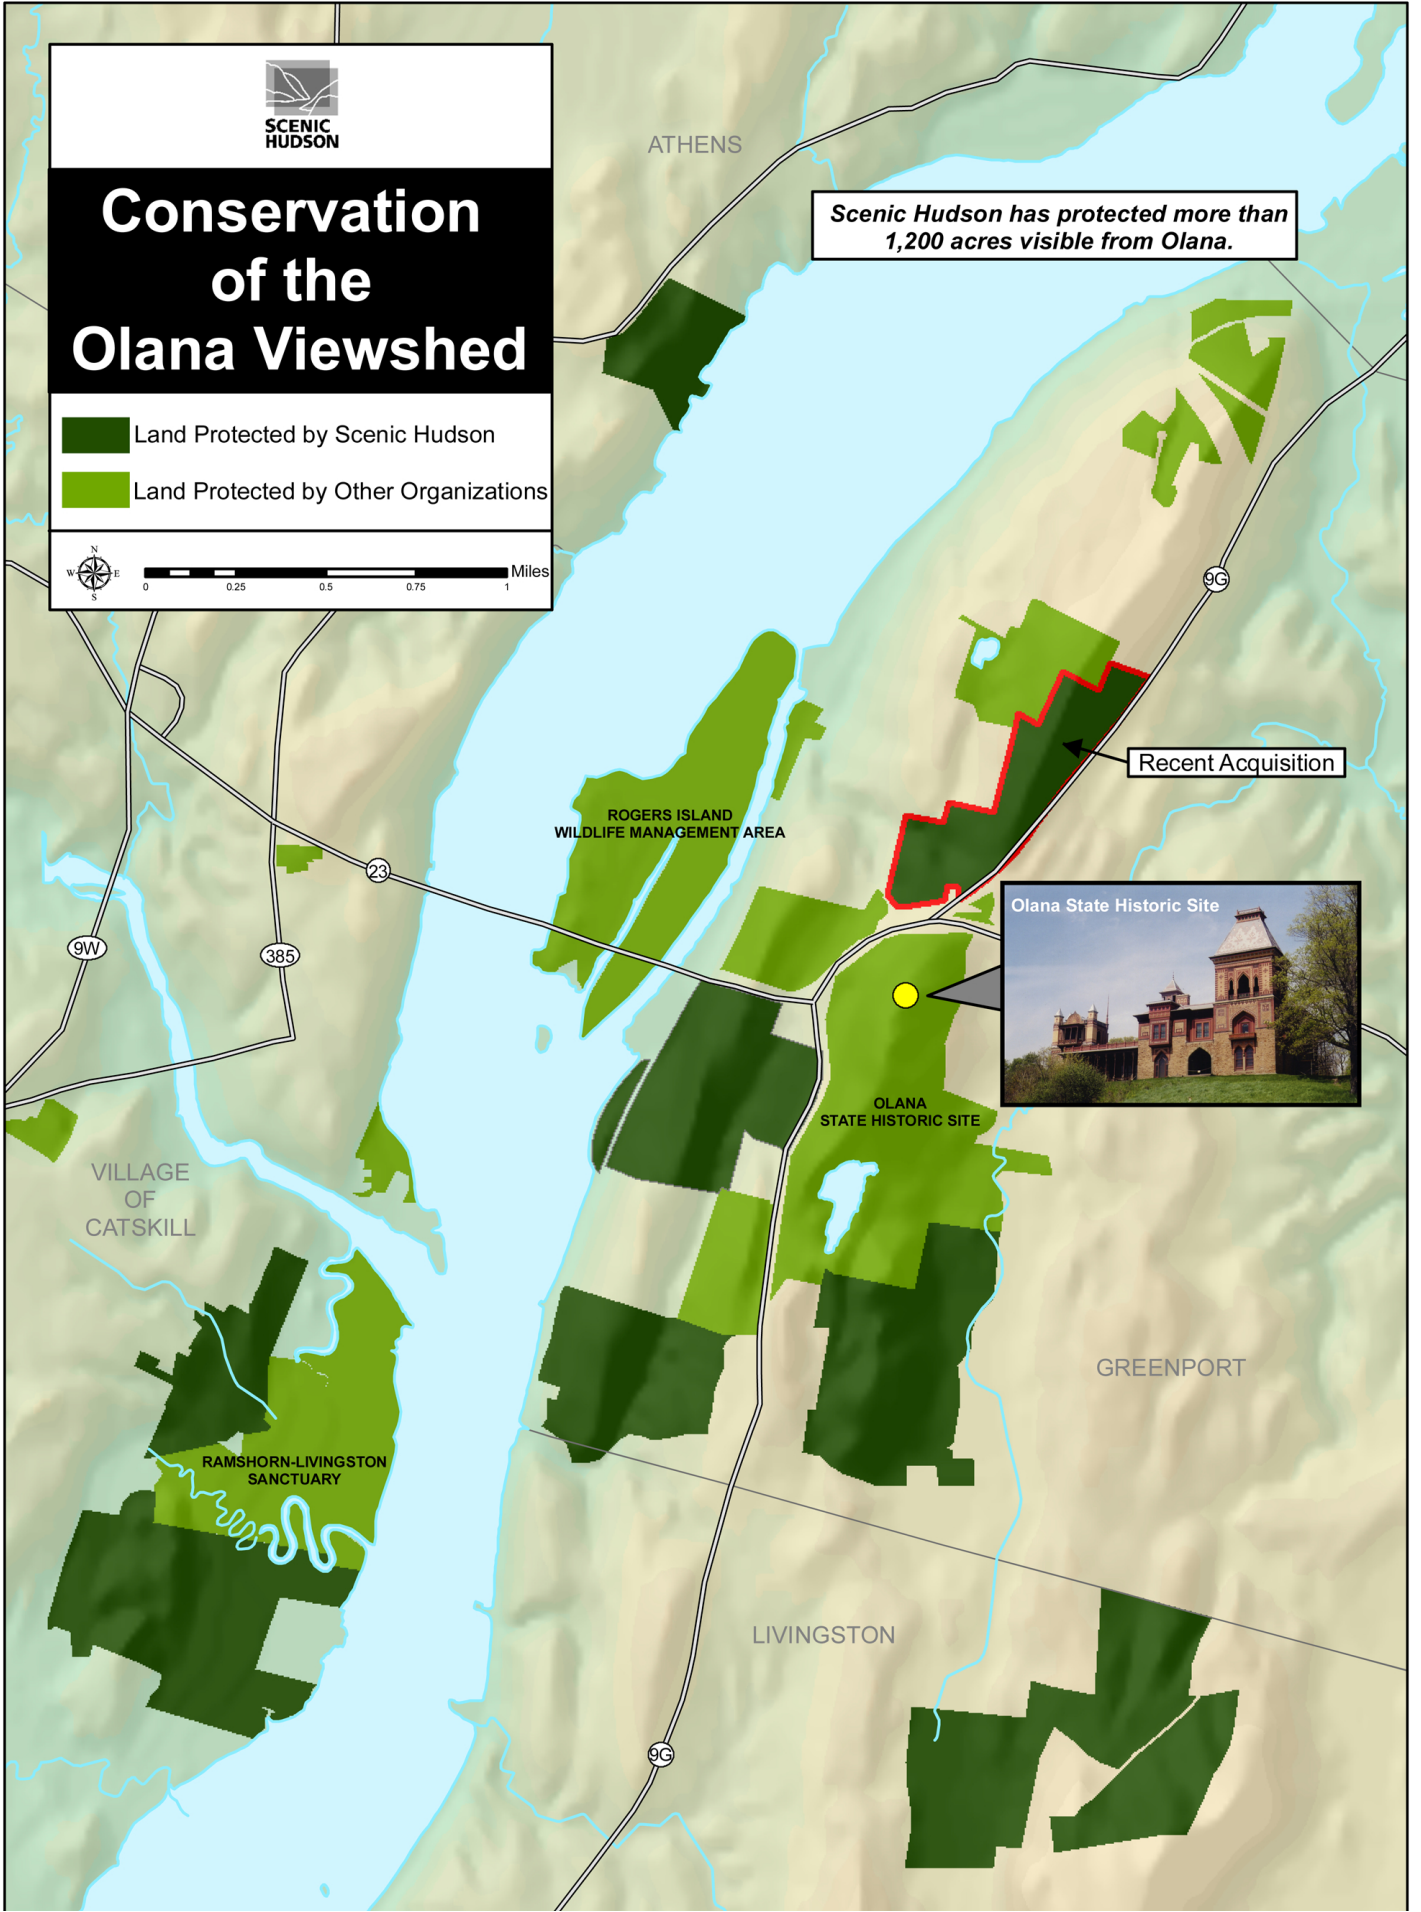 SCENIC
HUDSON
Conservation
of the
Olana Viewshed
Land Protected by Scenic Hudson
Land Protected by Other Organizations
N
W
E
S
Miles
0
0.25
0.5
0.75
1
ATHENS
Scenic Hudson has protected more than
1,200 acres visible from Olana.
9G
Recent Acquisition
ROGERS ISLAND
WILDLIFE MANAGEMENT AREA
23
9W
385
Olana State Historic Site
OLANA
STATE HISTORIC SITE
VILLAGE
OF
CATSKILL
GREENPORT
RAMSHORN-LIVINGSTON
SANCTUARY
LIVINGSTON
9G